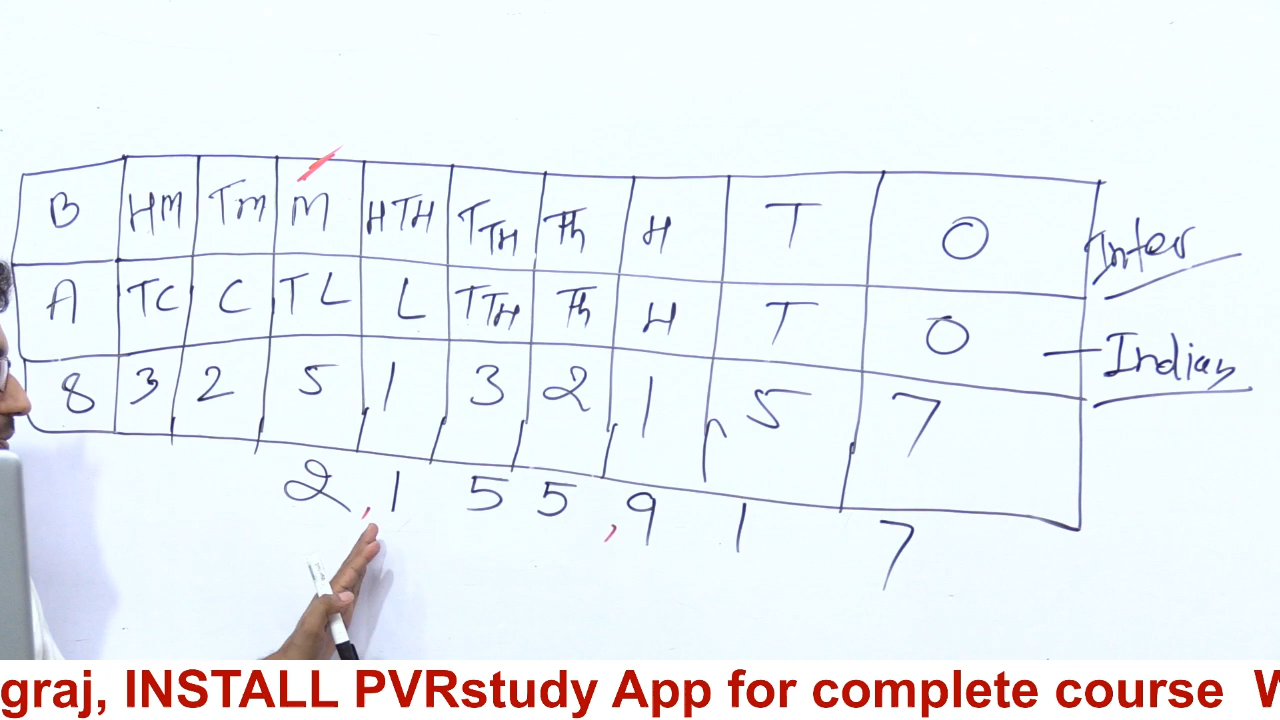 B HM Tm M HTH TTH Th H T O Inter
A TC C TL L TTH Th H T O Indian
8 3 2 5 1 3 2 1 5 7
2,1 5 5,9 1 7
graj, INSTALL PVRstudy App for complete course W